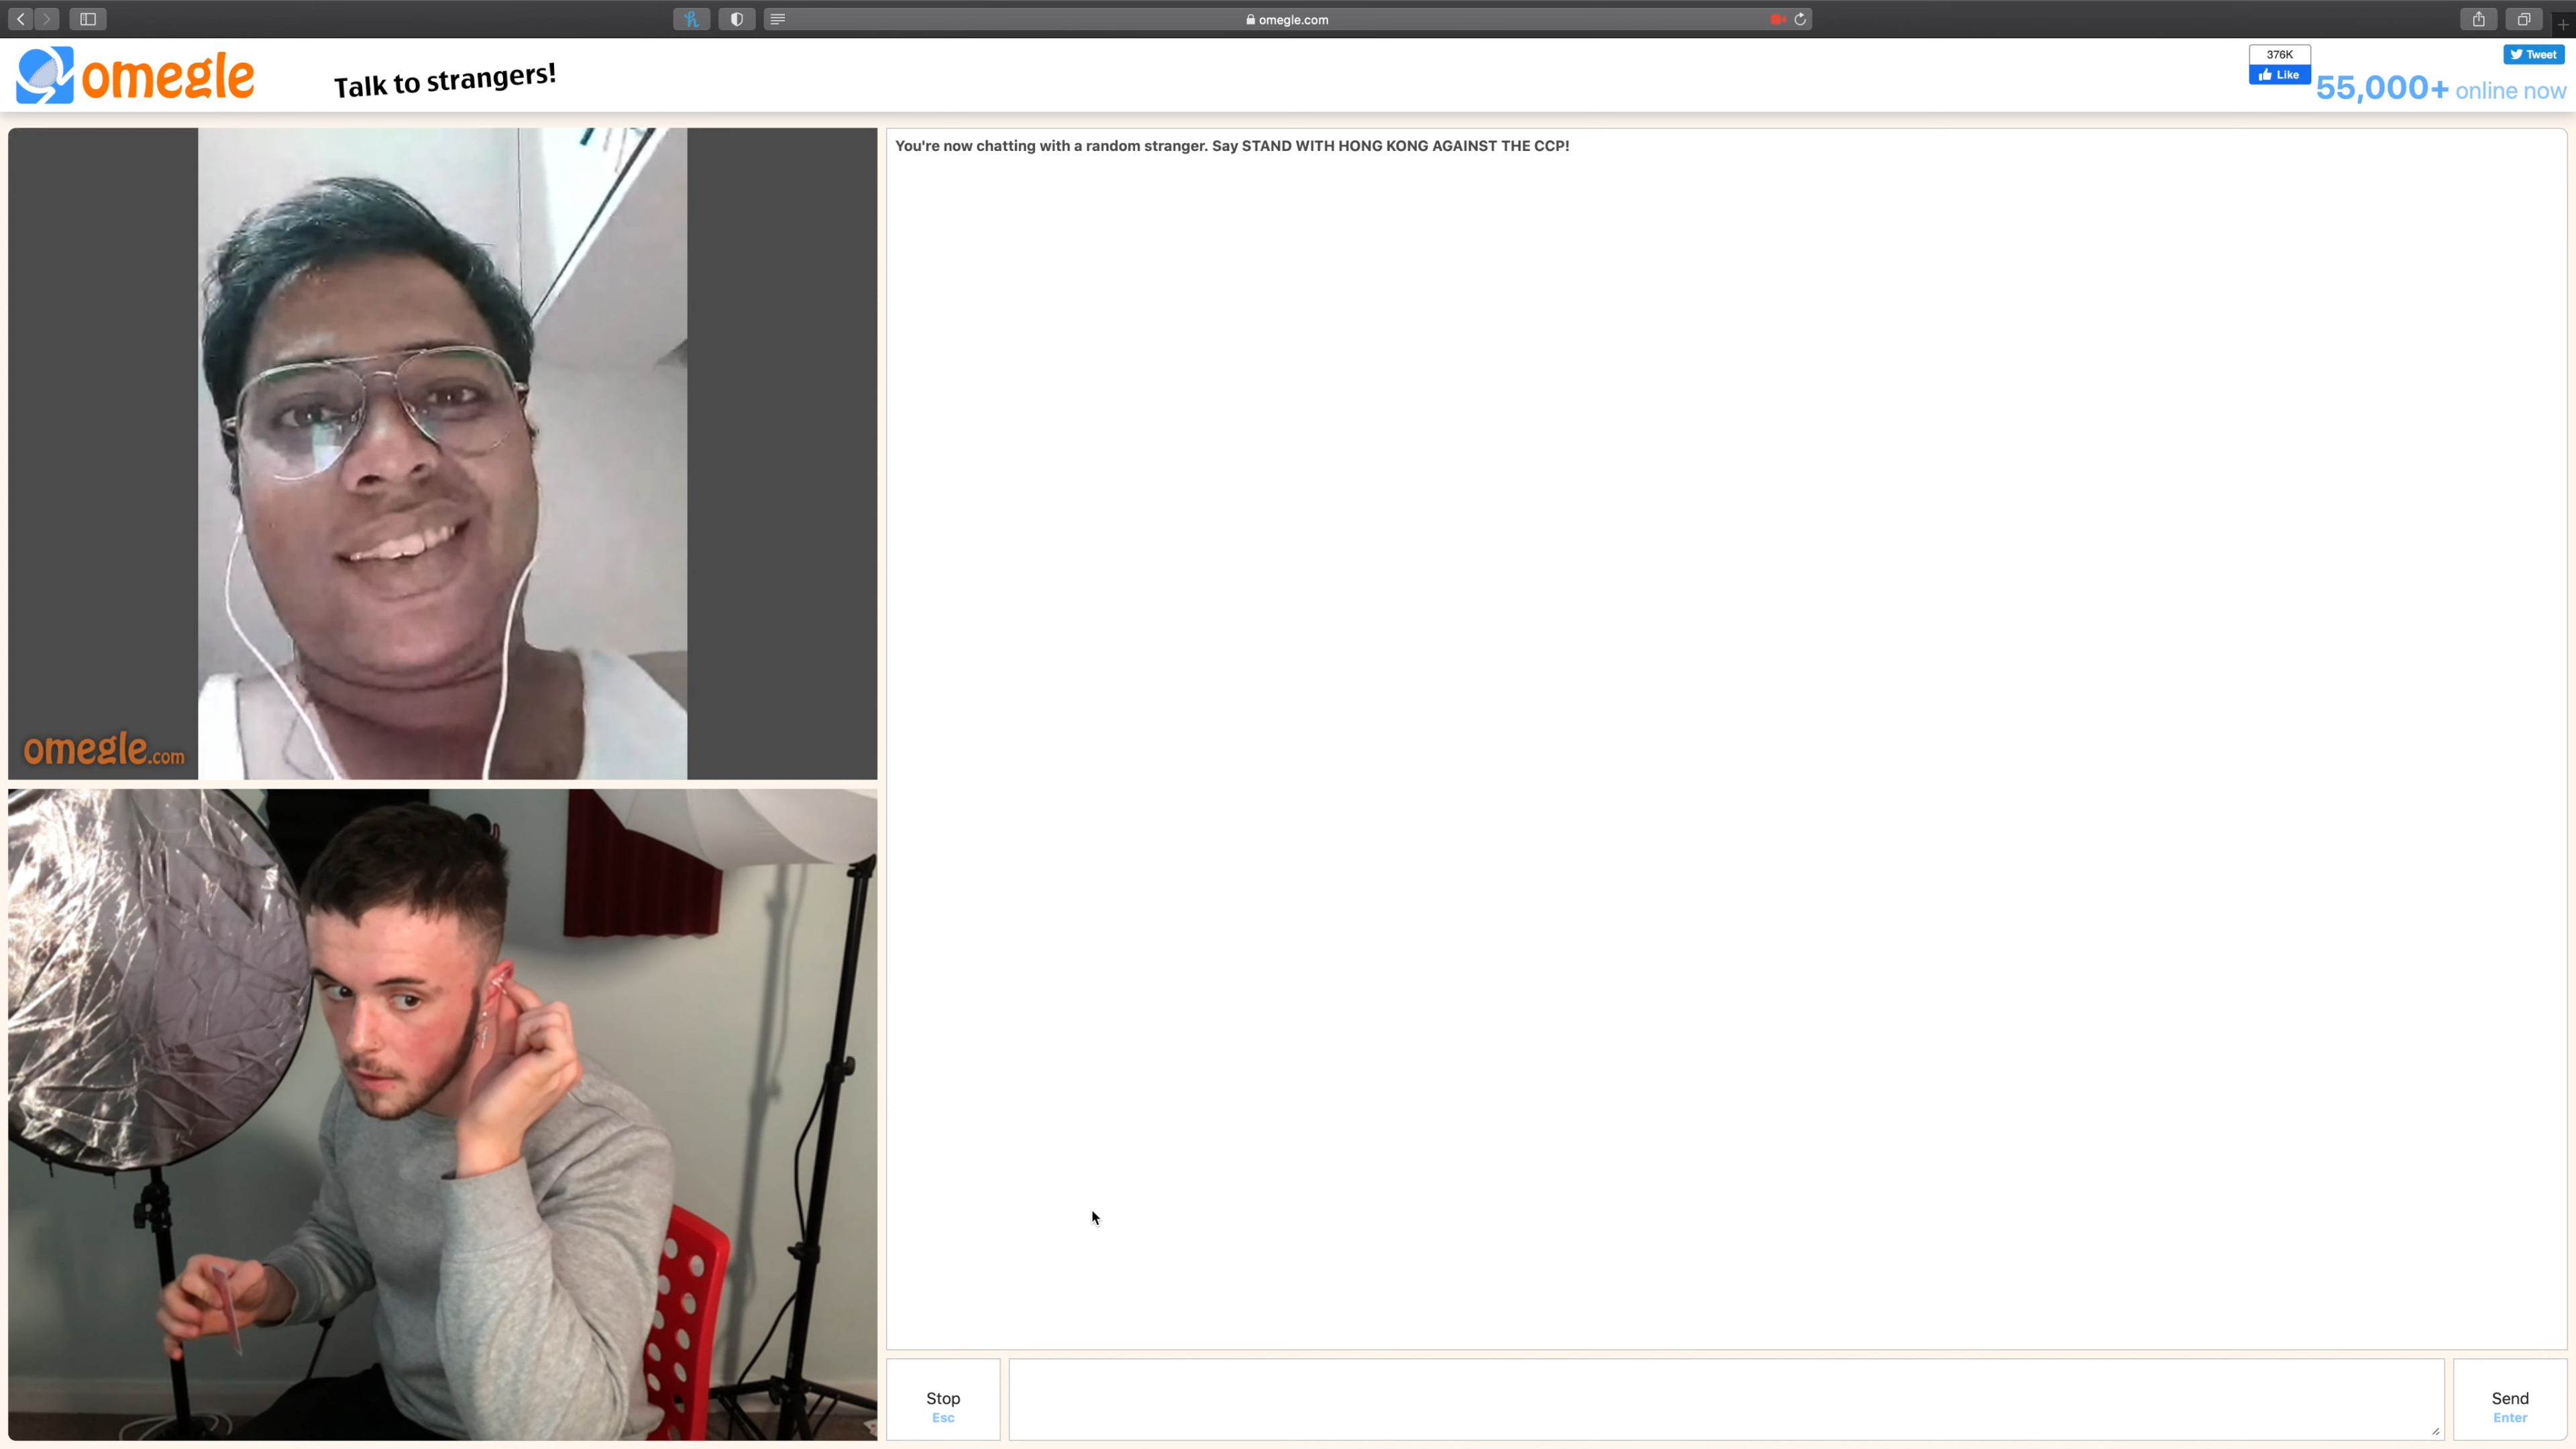 omegle.com
omegle
Talk to strangers!
376K
Like
Tweet
55,000+ online now
You're now chatting with a random stranger. Say STAND WITH HONG KONG AGAINST THE CCP!
omegle.com
Stop
Esc
Send
Enter